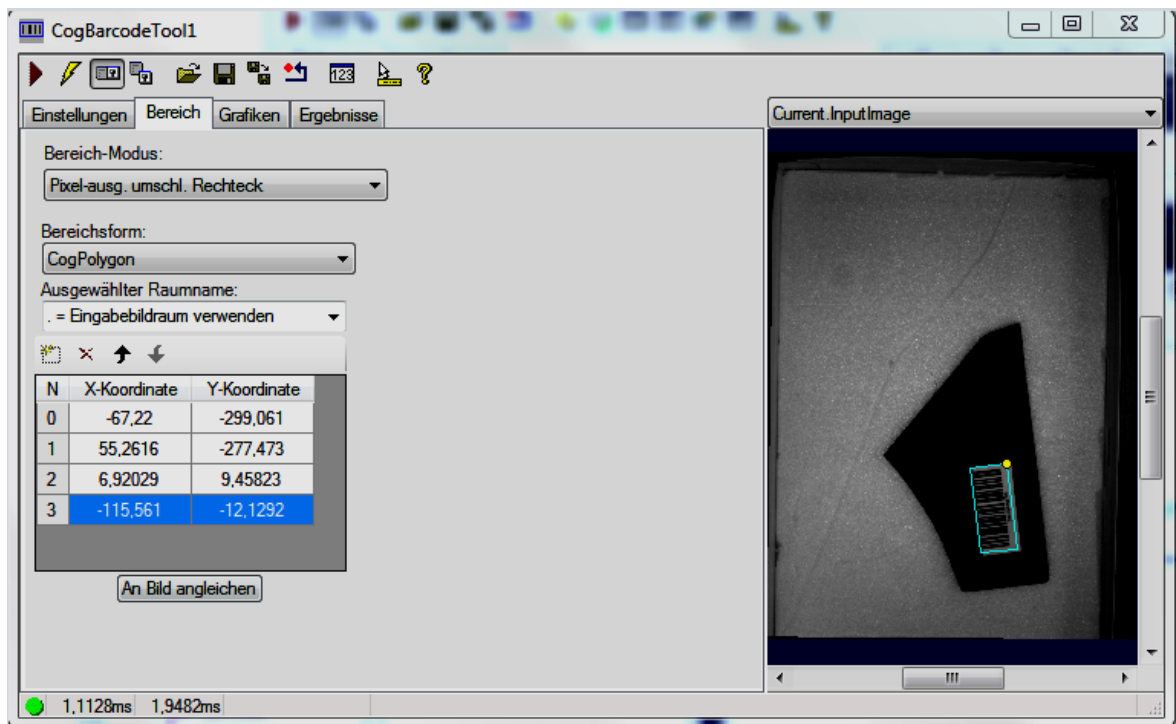 CogBarcodeTool1
123
Einstellungen Bereich Grafiken Ergebnisse
Current.InputImage
Bereich-Modus:
Pixel-ausg. umschl. Rechteck
Bereichsform:
CogPolygon
Ausgewählter Raumname:
. = Eingabebildraum verwenden
N X-Koordinate Y-Koordinate
0 -67,22 -299,061
1 55,2616 -277,473
2 6,92029 9,45823
3 -115,561 -12,1292
An Bild angleichen
1,1128ms 1,9482ms